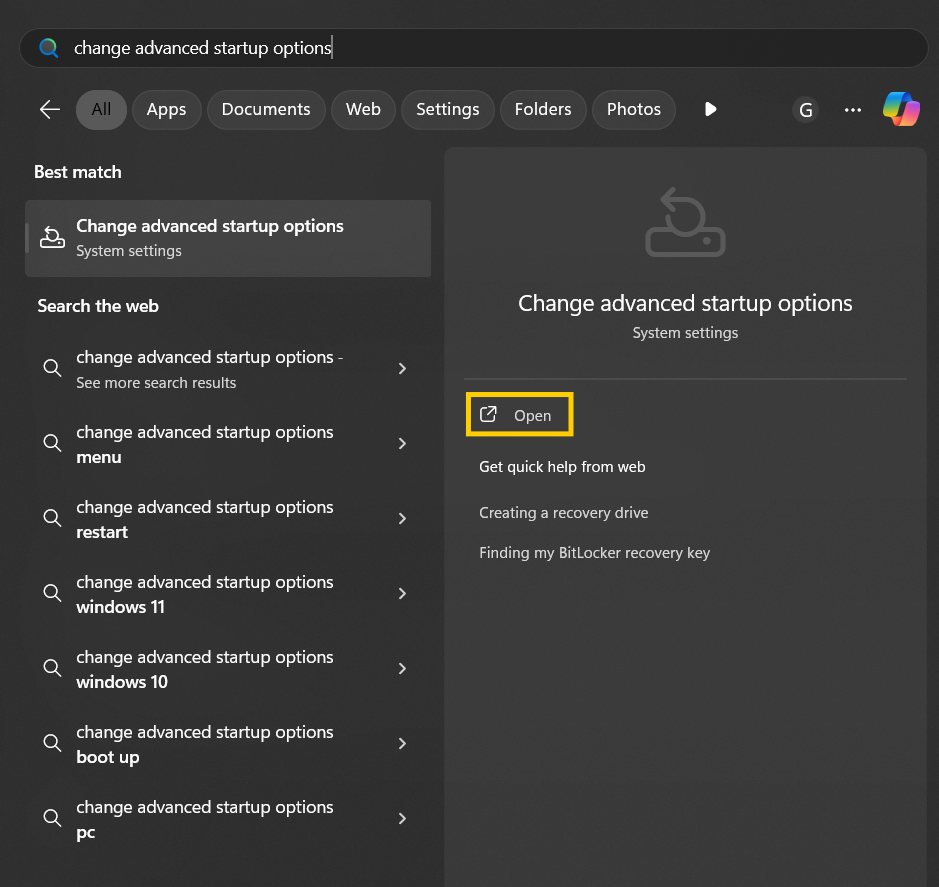 change advanced startup options
All Apps Documents Web Settings Folders Photos G
Best match
Change advanced startup options
System settings
Search the web
change advanced startup options -
See more search results
change advanced startup options
menu
change advanced startup options
restart
change advanced startup options
windows 11
change advanced startup options
windows 10
change advanced startup options
boot up
change advanced startup options
pc
Change advanced startup options
System settings
Open
Get quick help from web
Creating a recovery drive
Finding my BitLocker recovery key